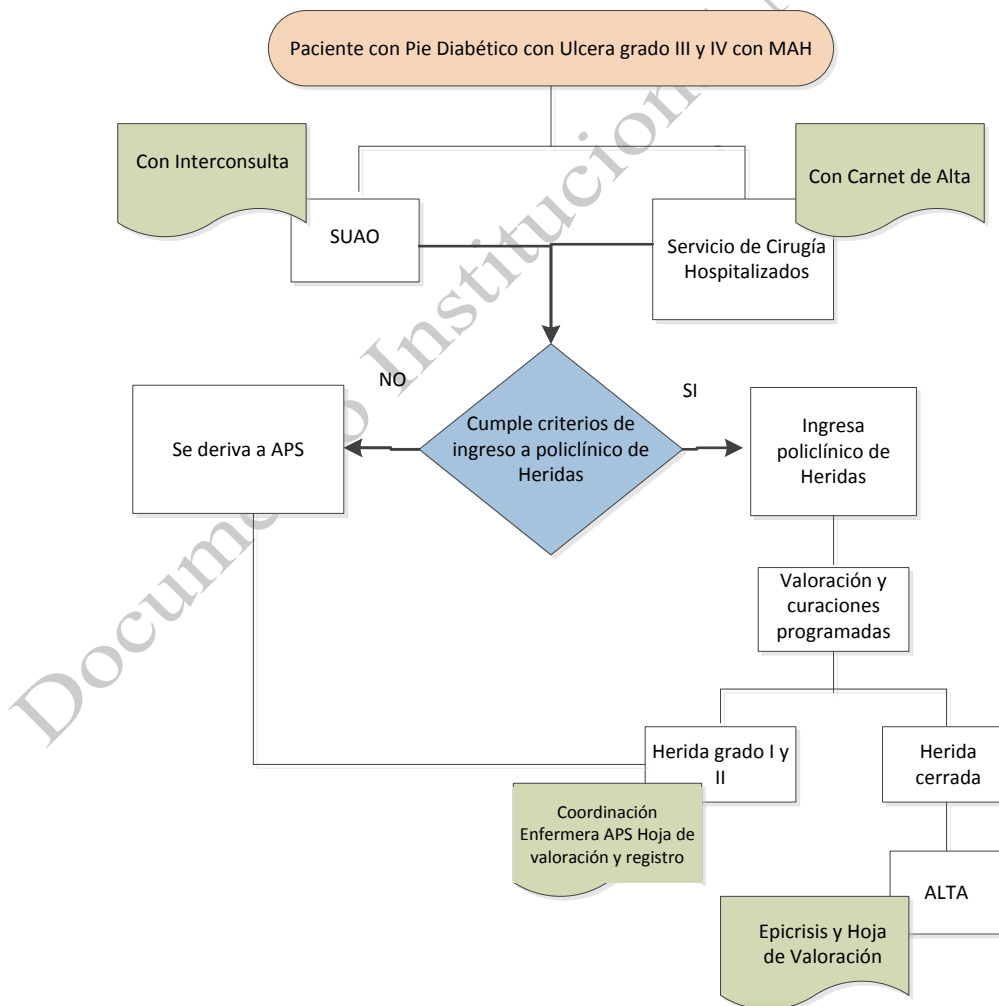 Paciente con Pie Diabético con Ulcera grado III y IV con MAH
Con Interconsulta
Con Carnet de Alta
SUAO
Servicio de Cirugía
Hospitalizados
NO
SI
Se deriva a APS
Cumple criterios de
ingreso a policlínico de
Heridas
Ingresa
policlínico de
Heridas
Valoración y
curaciones
programadas
Herida grado I y
II
Herida
cerrada
Coordinación
Enfermera APS Hoja de
valoración y registro
ALTA
Epicrisis y Hoja
de Valoración